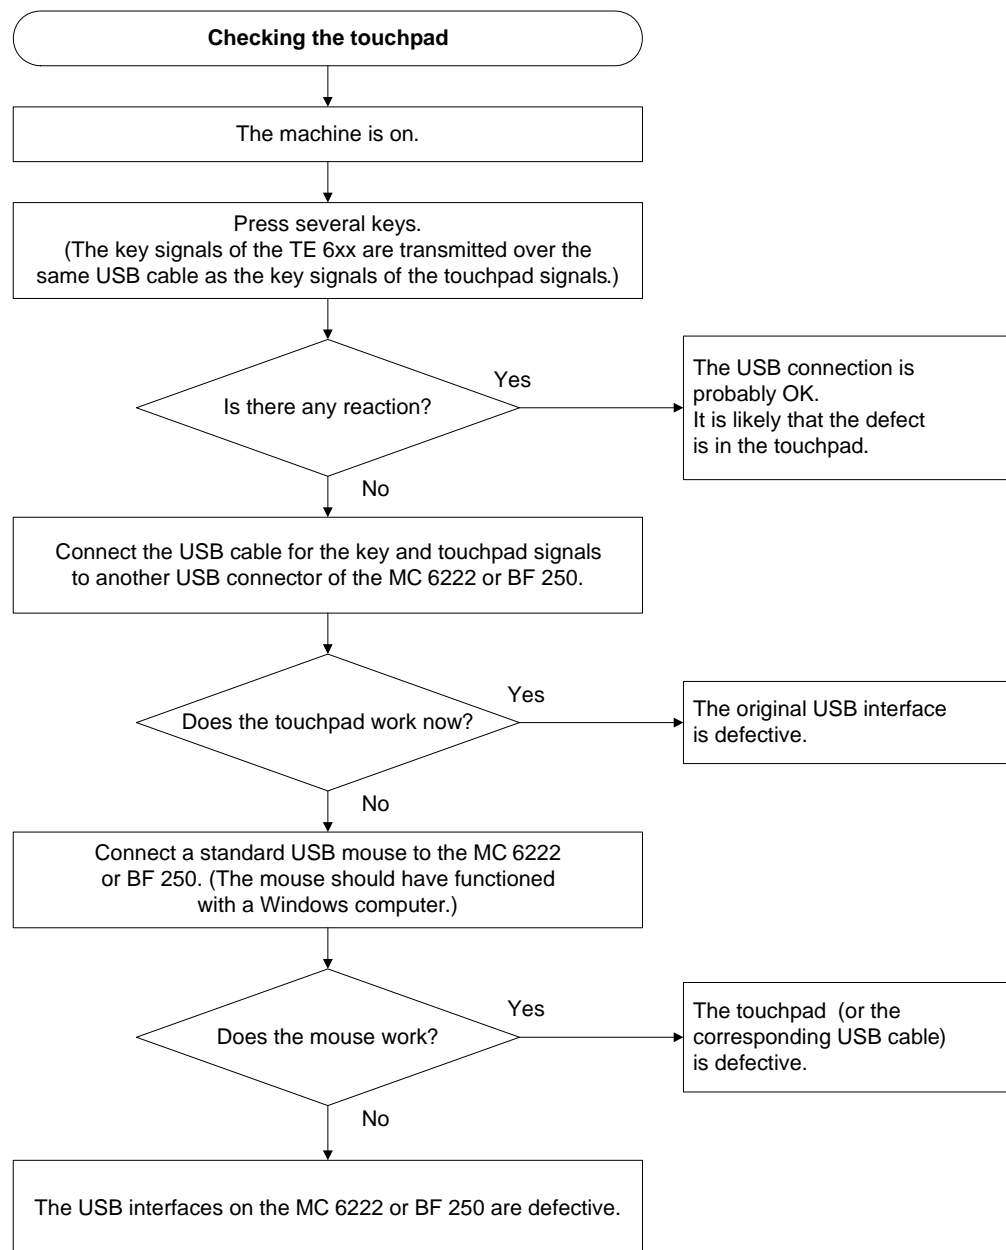 Checking the touchpad
The machine is on.
Press several keys.
(The key signals of the TE 6xx are transmitted over the
same USB cable as the key signals of the touchpad signals.)
Is there any reaction?
Yes
The USB connection is
probably OK.
It is likely that the defect
is in the touchpad.
No
Connect the USB cable for the key and touchpad signals
to another USB connector of the MC 6222 or BF 250.
Does the touchpad work now?
Yes
The original USB interface
is defective.
No
Connect a standard USB mouse to the MC 6222
or BF 250. (The mouse should have functioned
with a Windows computer.)
Does the mouse work?
Yes
The touchpad (or the
corresponding USB cable)
is defective.
No
The USB interfaces on the MC 6222 or BF 250 are defective.